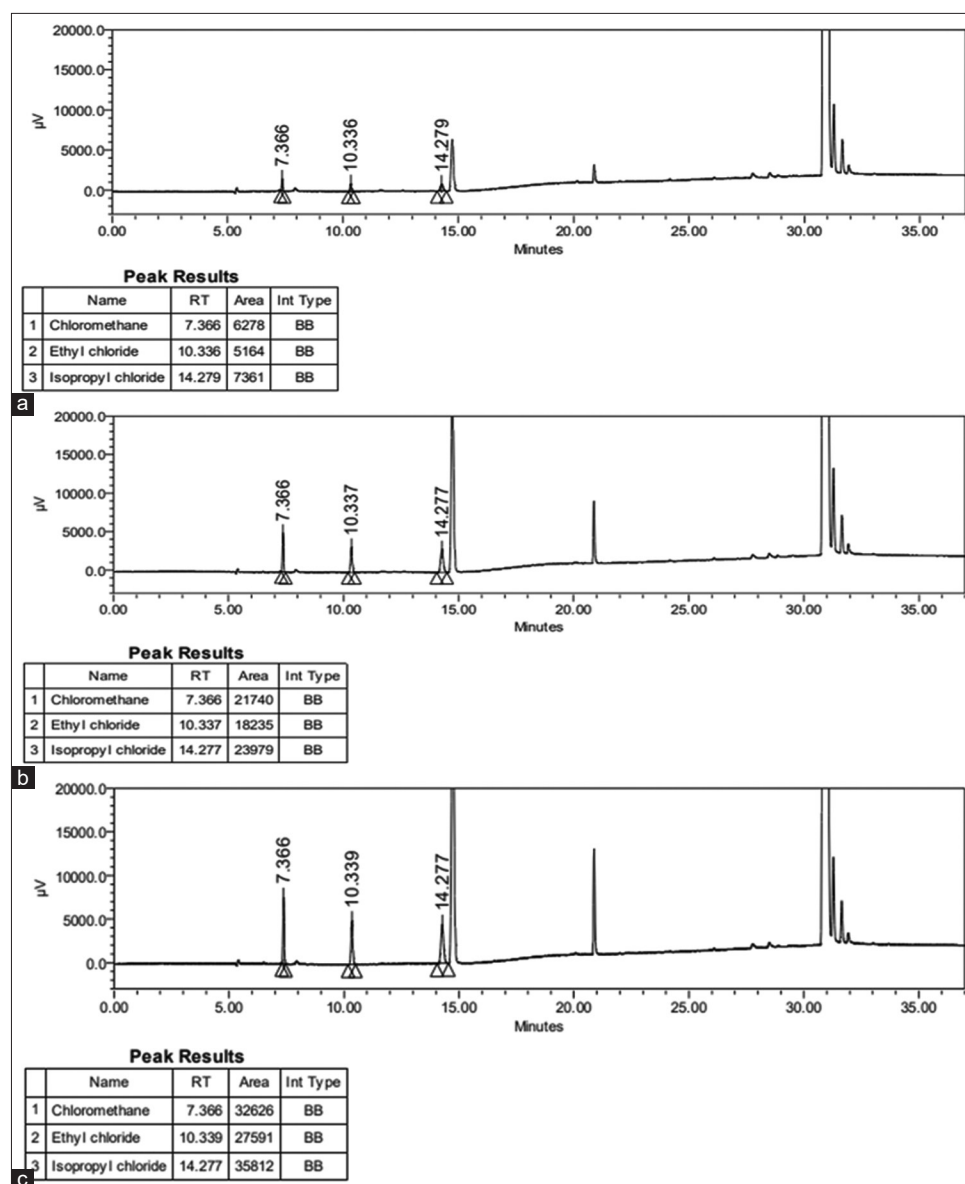 20000.0
15000.0
10000.0
5000.0
0.0
µV
7.366
10.336
14.279
0.00 5.00 10.00 15.00 20.00 25.00 30.00 35.00
Minutes
Peak Results
Name RT Area Int Type
1 Chloromethane 7.366 6278 BB
2 Ethyl chloride 10.336 5164 BB
3 Isopropyl chloride 14.279 7361 BB
a
20000.0
15000.0
10000.0
5000.0
0.0
µV
7.366
10.337
14.277
0.00 5.00 10.00 15.00 20.00 25.00 30.00 35.00
Minutes
Peak Results
Name RT Area Int Type
1 Chloromethane 7.366 21740 BB
2 Ethyl chloride 10.337 18235 BB
3 Isopropyl chloride 14.277 23979 BB
b
20000.0
15000.0
10000.0
5000.0
0.0
µV
7.366
10.339
14.277
0.00 5.00 10.00 15.00 20.00 25.00 30.00 35.00
Minutes
Peak Results
Name RT Area Int Type
1 Chloromethane 7.366 32626 BB
2 Ethyl chloride 10.339 27591 BB
3 Isopropyl chloride 14.277 35812 BB
c